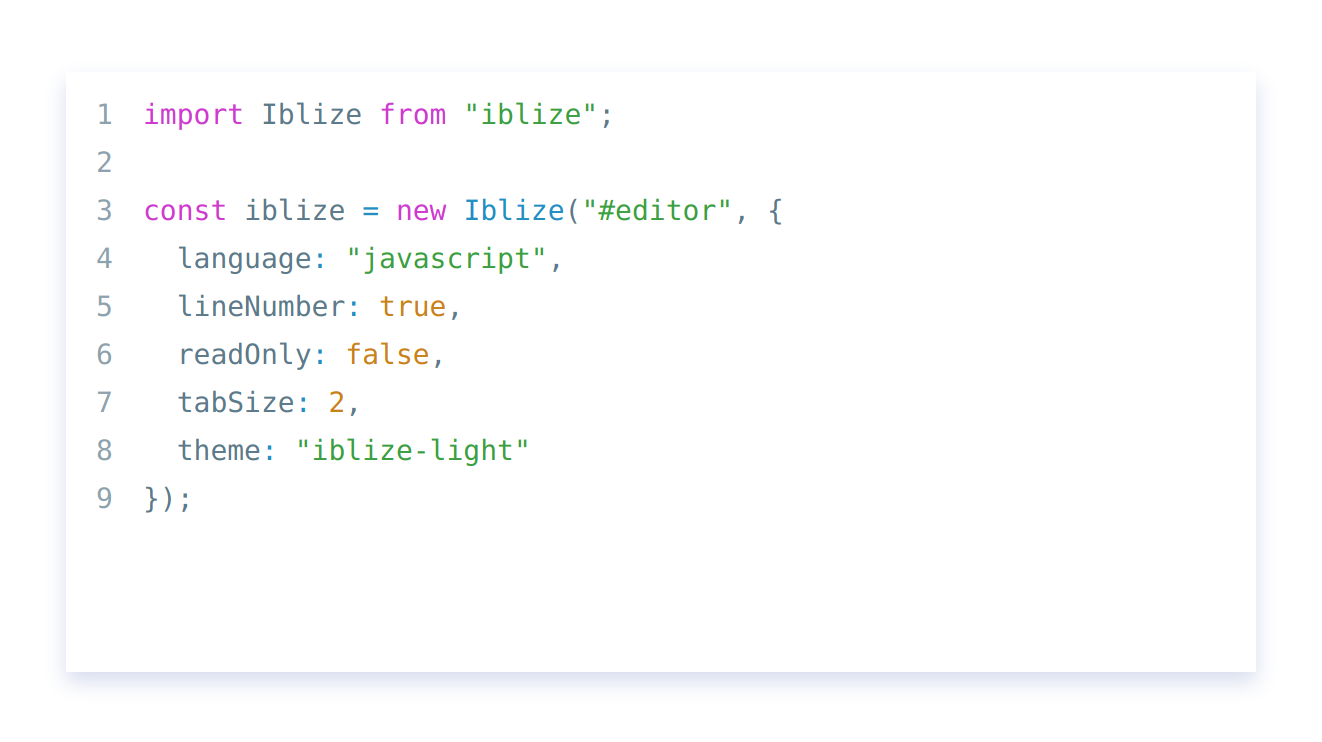 1 import Iblize from "iblize";
2
3 const iblize = new Iblize("#editor", {
4   language: "javascript",
5   lineNumber: true,
6   readOnly: false,
7   tabSize: 2,
8   theme: "iblize-light"
9 });